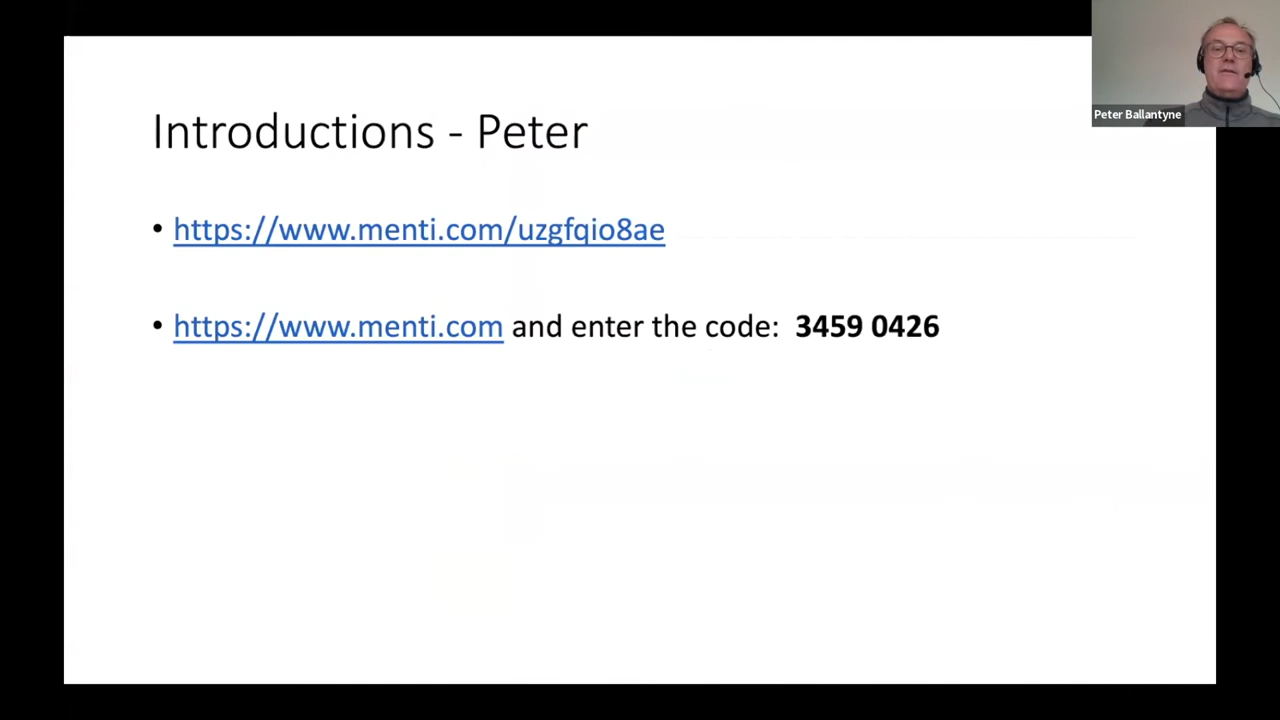 Peter Ballantyne
Introductions - Peter
• https://www.menti.com/uzgfqio8ae
• https://www.menti.com and enter the code: 3459 0426